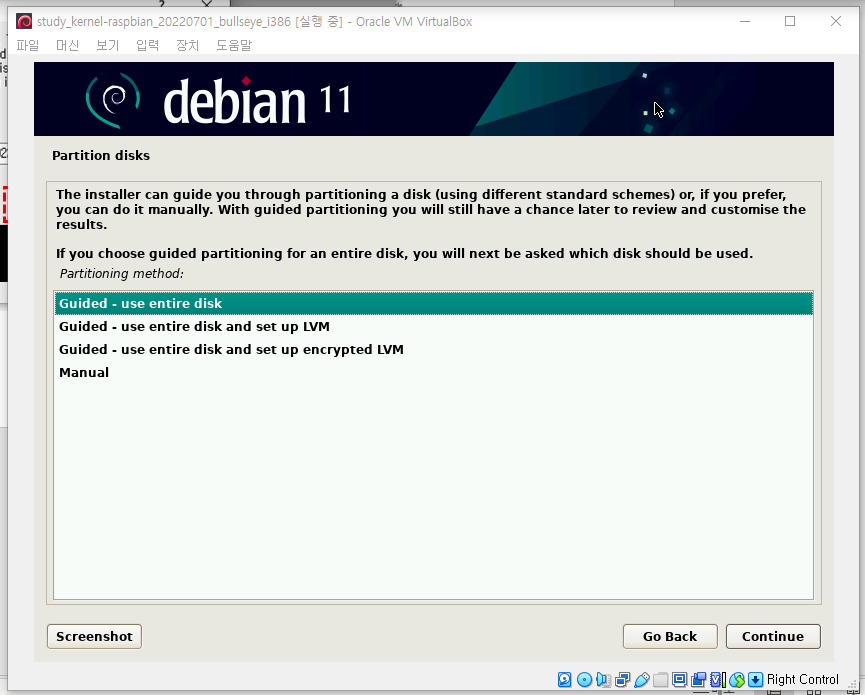 study_kernel-raspbian_20220701_bullseye_i386 [실행 중] - Oracle VM VirtualBox
파일 머신 보기 입력 장치 도움말
debian 11
Partition disks
The installer can guide you through partitioning a disk (using different standard schemes) or, if you prefer,
you can do it manually. With guided partitioning you will still have a chance later to review and customise the
results.
If you choose guided partitioning for an entire disk, you will next be asked which disk should be used.
Partitioning method:
Guided - use entire disk
Guided - use entire disk and set up LVM
Guided - use entire disk and set up encrypted LVM
Manual
Screenshot
Go Back
Continue
Right Control